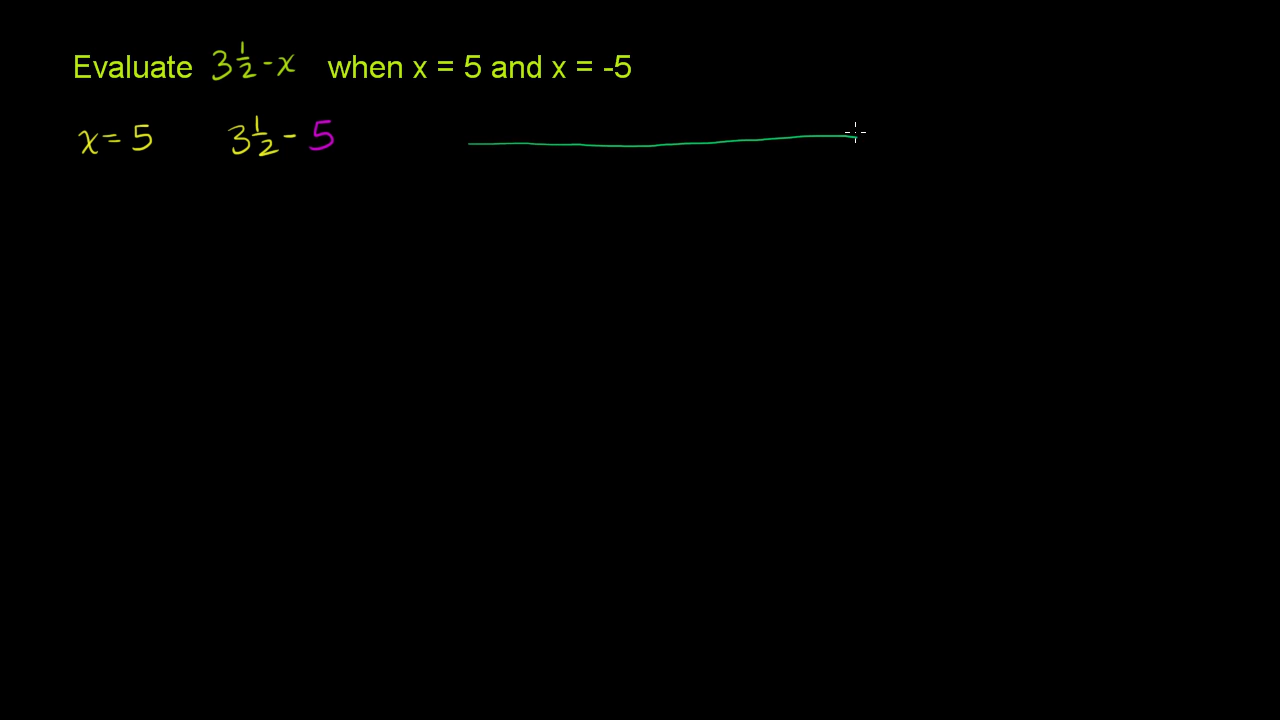 Evaluate 3½-x when x = 5 and x = -5
x=5 3½-5